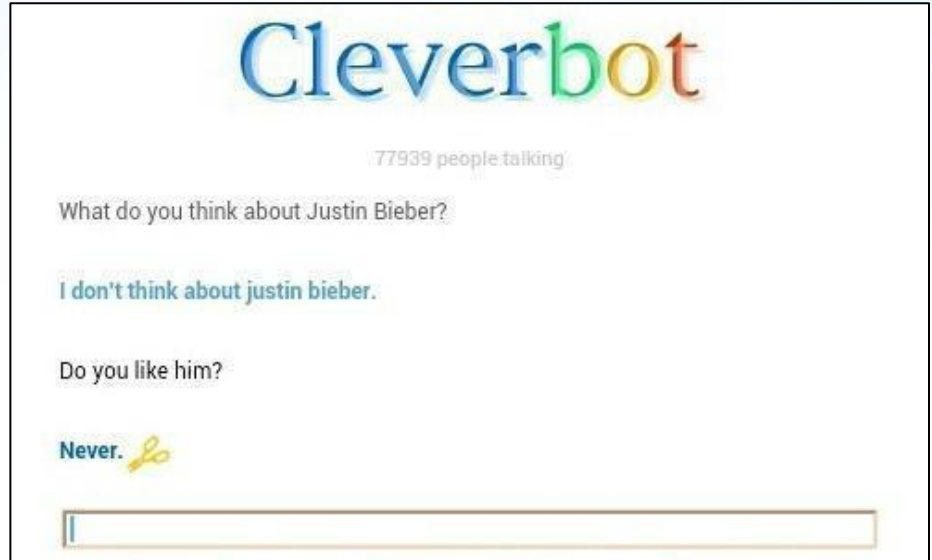 Cleverbot
77939 people talking
What do you think about Justin Bieber?
I don't think about justin bieber.
Do you like him?
Never.